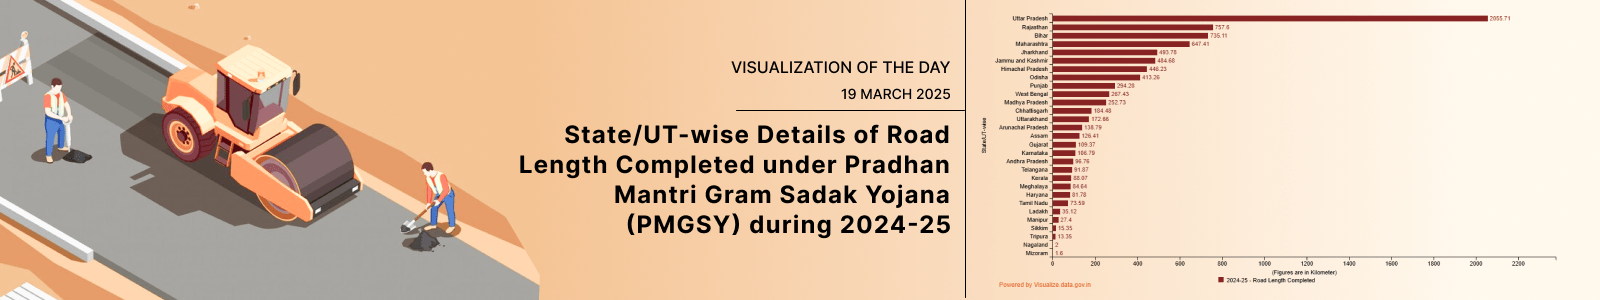 VISUALIZATION OF THE DAY
19 MARCH 2025
State/UT-wise Details of Road
Length Completed under Pradhan
Mantri Gram Sadak Yojana
(PMGSY) during 2024-25
State/UT-wise
Uttar Pradesh 2055.71
Rajasthan 757.6
Bihar 735.11
Maharashtra 647.41
Jharkhand 493.78
Jammu and Kashmir 484.68
Himachal Pradesh 446.23
Odisha 413.26
Punjab 294.28
West Bengal 267.43
Madhya Pradesh 252.73
Chhattisgarh 184.48
Uttarakhand 172.66
Arunachal Pradesh 138.79
Assam 126.41
Gujarat 109.37
Karnataka 106.79
Andhra Pradesh 96.76
Telangana 91.87
Kerala 88.07
Meghalaya 84.64
Haryana 81.78
Tamil Nadu 73.59
Ladakh 35.12
Manipur 27.4
Sikkim 15.35
Tripura 13.35
Nagaland 2
Mizoram 1.6
0 200 400 600 800 1000 1200 1400 1600 1800 2000 2200
(Figures are in Kilometer)
2024-25 - Road Length Completed
Powered by Visualize.data.gov.in